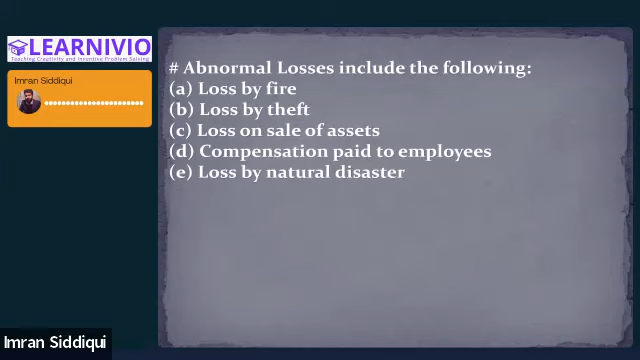 LEARNIVIO
Teaching Creativity and Inventive Problem Solving
Imran Siddiqui
# Abnormal Losses include the following:
(a) Loss by fire
(b) Loss by theft
(c) Loss on sale of assets
(d) Compensation paid to employees
(e) Loss by natural disaster
Imran Siddiqui